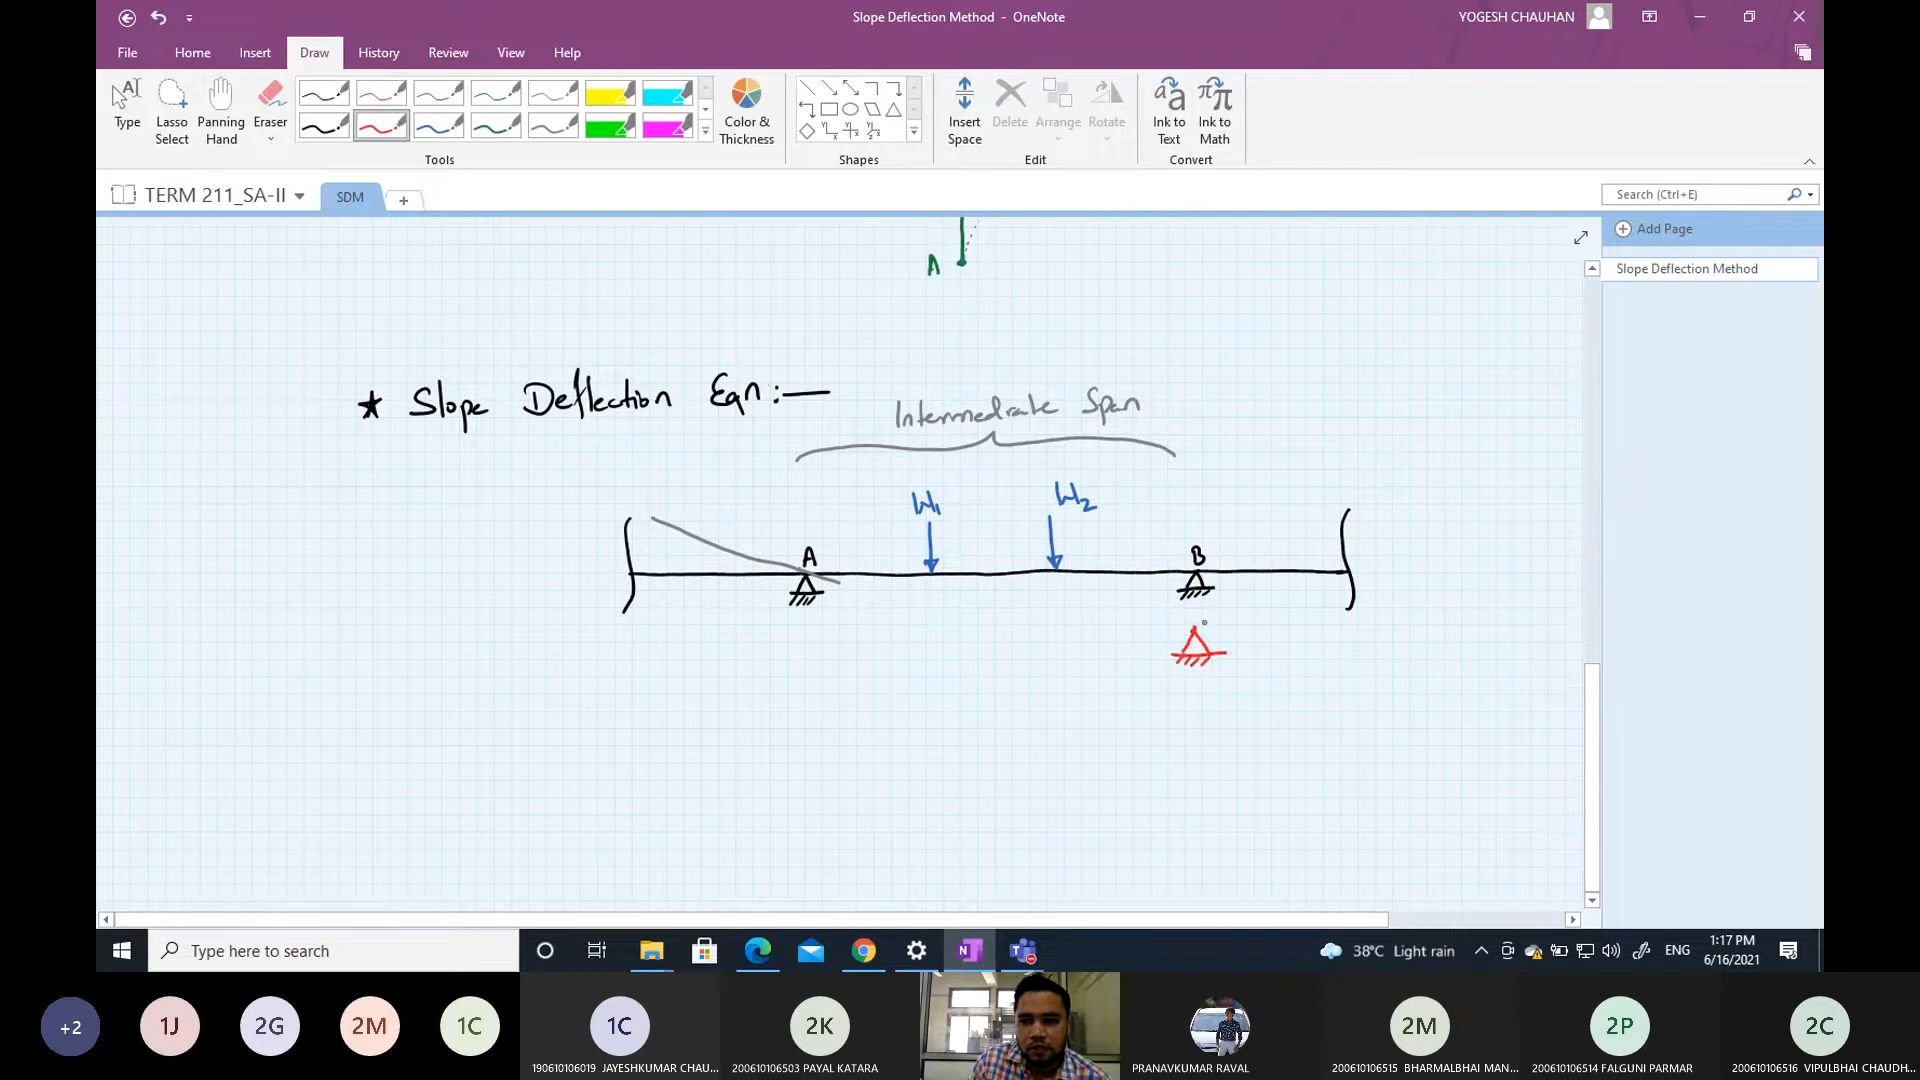 Slope Deflection Method - OneNote
YOGESH CHAUHAN
File Home Insert Draw History View Help
Type
Lasso Select
Panning Hand
Eraser
Color & Thickness
Insert Space
Delete
Arrange
Rotate
Ink to Text
Ink to Math
Tools
Shapes
Edit
Convert
TERM 211_SA-II
SDM
Search (Ctrl+E)
Add Page
Slope Deflection Method
A
★ Slope Deflection Eqn:—
Intermediate Span
W1 W2
A B
Type here to search
38°C Light rain
ENG
1:17 PM
6/16/2021
+2
1J
2G
2M
1C
1C
2K
2M
2P
2C
190610106019 JAYESHKUMAR CHAU...
200610106503 PAYAL KATARA
PRANAVKUMAR RAVAL
200610106515 BHARMALBHAI MAN...
200610106514 FALGUNI PARMAR
200610106516 VIPULBHAI CHAUDH...